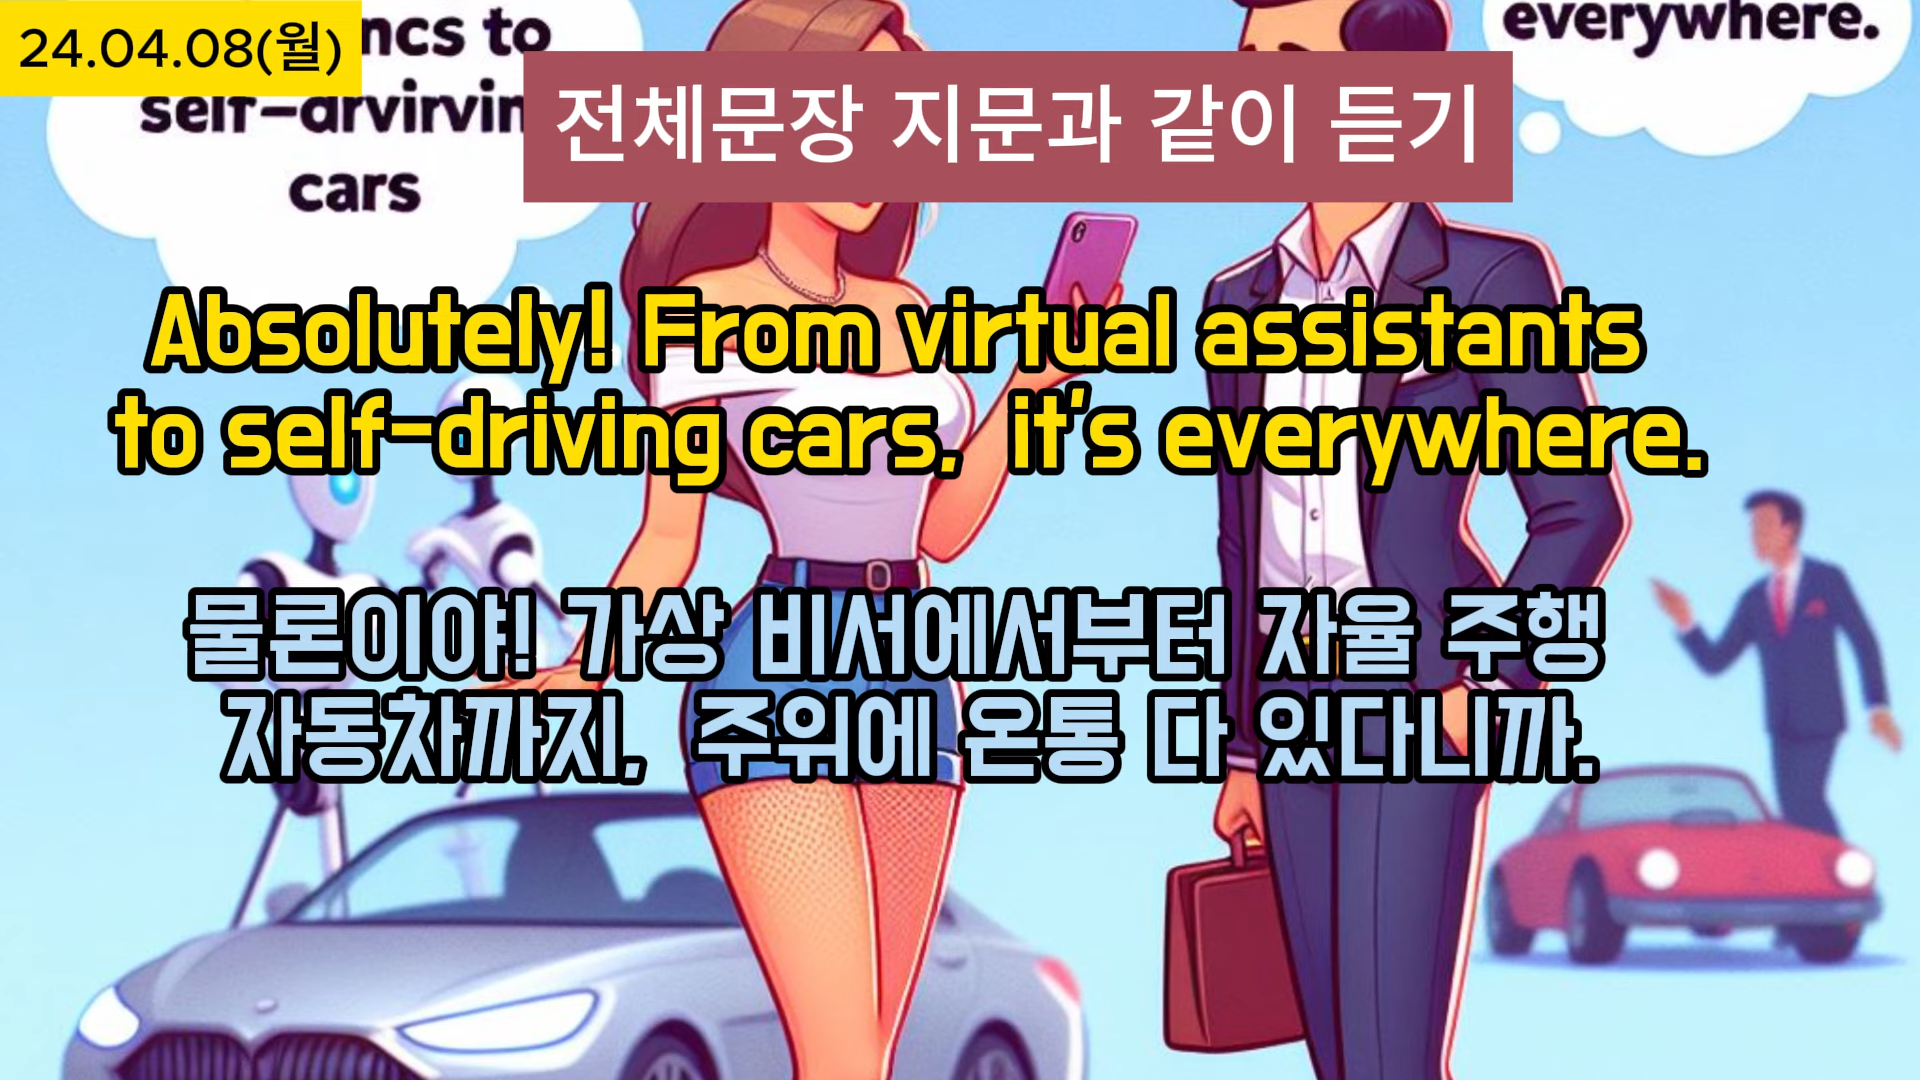 24.04.08(월)
ncs to
self-drvirvin
cars
everywhere.
전체문장 지문과 같이 듣기
Absolutely! From virtual assistants
to self-driving cars, it's everywhere.
물론이야! 가상 비서에서부터 자율 주행
자동차까지, 주위에 온통 다 있다니까.